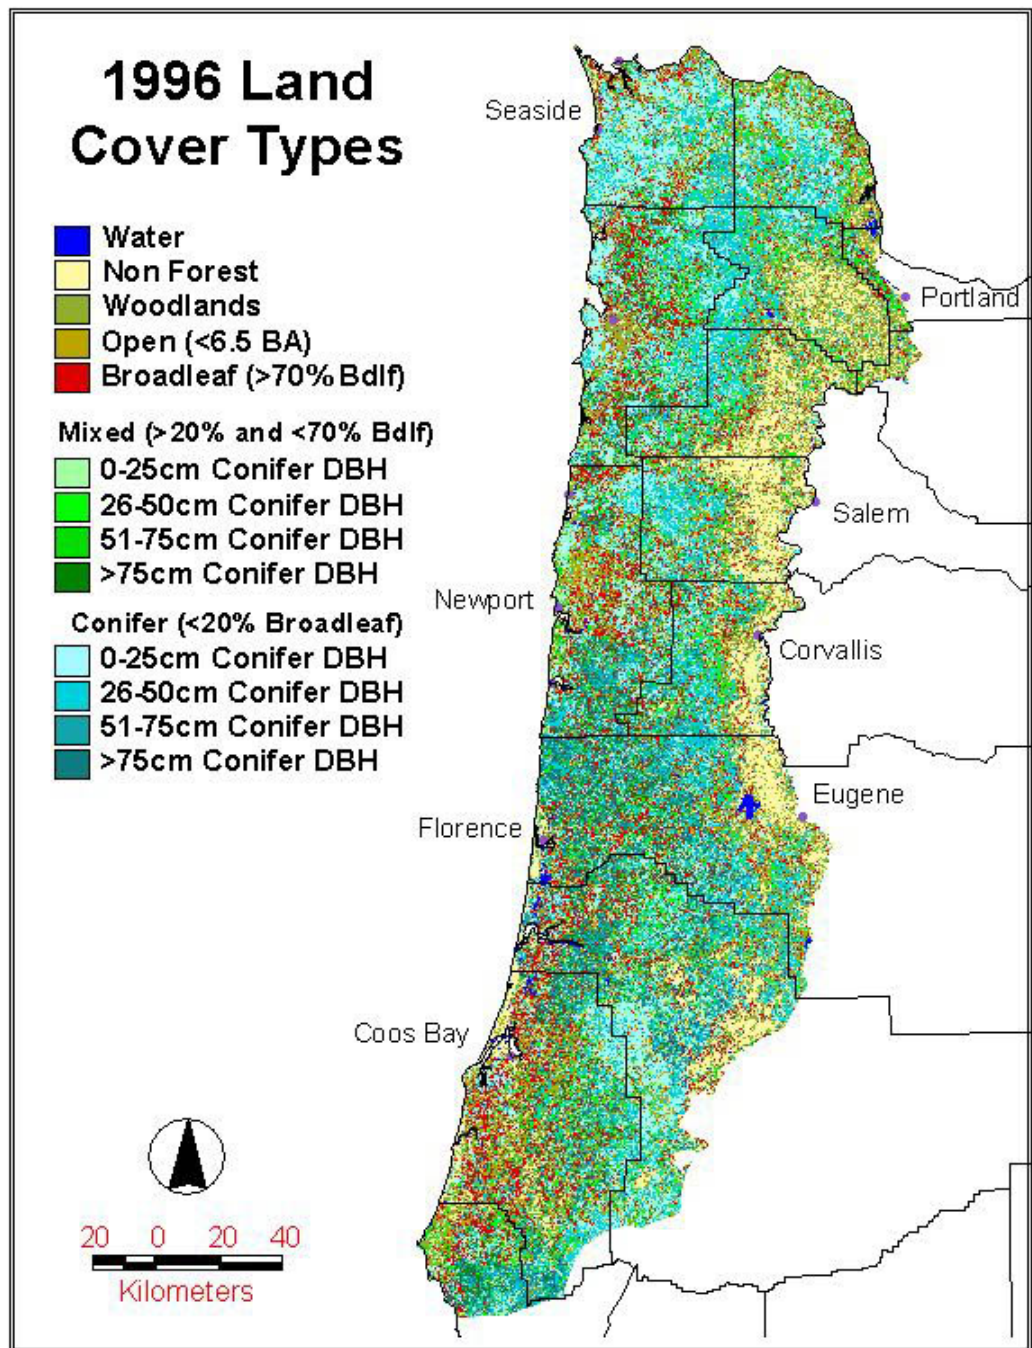 1996 Land
Cover Types
Water
Non Forest
Woodlands
Open (<6.5 BA)
Broadleaf (>70% Bdlf)
Mixed (>20% and <70% Bdlf)
0-25cm Conifer DBH
26-50cm Conifer DBH
51-75cm Conifer DBH
>75cm Conifer DBH
Conifer (<20% Broadleaf)
0-25cm Conifer DBH
26-50cm Conifer DBH
51-75cm Conifer DBH
>75cm Conifer DBH
Seaside
Portland
Salem
Newport
Corvallis
Eugene
Florence
Coos Bay
20 0 20 40
Kilometers